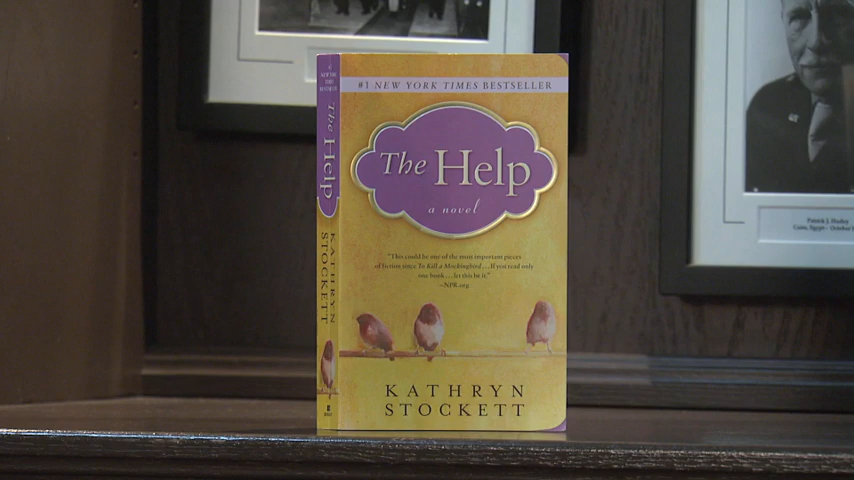 #1 NEW YORK TIMES BESTSELLER
The Help
a novel
"This could be one of the most important pieces
of fiction since To Kill a Mockingbird . . . If you read only
one book . . . let this be it."
—NPR.org
KATHRYN
STOCKETT
The Help
KATHRYN
STOCKETT
Patrick J. Hurley